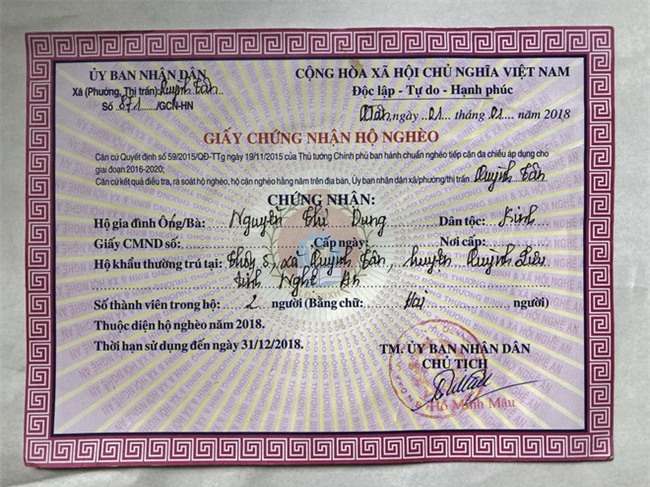 ỦY BAN NHÂN DÂN
Xã (Phường, Thị trấn): Quỳnh Tân
Số 871 ....../GCN-HN
CỘNG HÒA XÃ HỘI CHỦ NGHĨA VIỆT NAM
Độc lập - Tự do - Hạnh phúc
ngày 01 tháng 01 năm 2018
GIẤY CHỨNG NHẬN HỘ NGHÈO
Căn cứ Quyết định số 59/2015/QĐ-TTg ngày 19/11/2015 của Thủ tướng Chính phủ ban hành chuẩn nghèo tiếp cận đa chiều áp dụng cho
giai đoạn 2016-2020;
Căn cứ kết quả điều tra, rà soát hộ nghèo, hộ cận nghèo hằng năm trên địa bàn, Ủy ban nhân dân xã/phường/thị trấn Quỳnh Tân
CHỨNG NHẬN:
Hộ gia đình Ông/Bà: Nguyễn Thị Dung Dân tộc: Kinh
Giấy CMND số: Cấp ngày: Nơi cấp:
Hộ khẩu thường trú tại: Thôn 5, xã Quỳnh Tân, huyện Quỳnh Lưu
tỉnh Nghệ An
Số thành viên trong hộ: 2 người (Bằng chữ: Hai người)
Thuộc diện hộ nghèo năm 2018.
Thời hạn sử dụng đến ngày 31/12/2018.
TM. ỦY BAN NHÂN DÂN
CHỦ TỊCH
Hồ Minh Mậu